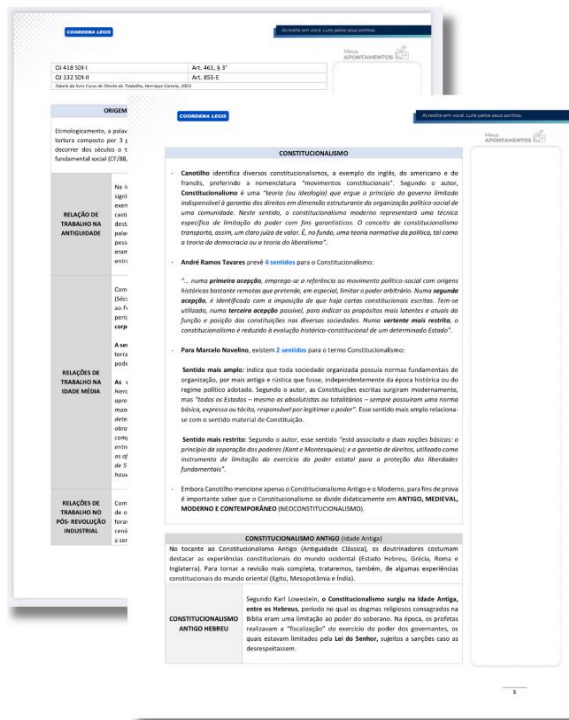 COORDENA LEGIS
Acredite em você. Lute pelos seus sonhos.
Meus
APONTAMENTOS
OJ 418 SDI-I Art. 461, § 3°
OJ 132 SDI-II Art. 855-E
Tabela do livro Curso de Direito do Trabalho, Henrique Correia, 2023.
ORIGEM
Etimologicamente, a palav
tortura composto por 3 p
decorrer dos séculos o t
fundamental social (CF/88,
RELAÇÃO DE
TRABALHO NA
ANTIGUIDADE
RELAÇÕES DE
TRABALHO NA
IDADE MÉDIA
RELAÇÕES DE
TRABALHO NO
PÓS- REVOLUÇÃO
INDUSTRIAL
COORDENA LEGIS
Acredite em você. Lute pelos seus sonhos.
Meus
APONTAMENTOS
CONSTITUCIONALISMO
- Canotilho identifica diversos constitucionalismos, a exemplo do inglês, do americano e do
francês, preferindo a nomenclatura "movimentos constitucionais". Segundo o autor,
Constitucionalismo é uma "teoria (ou ideologia) que ergue o princípio do governo limitado
indispensável à garantia dos direitos em dimensão estruturante da organização político-social de
uma comunidade. Neste sentido, o constitucionalismo moderno representará uma técnica
específica de limitação do poder com fins garantísticos. O conceito de constitucionalismo
transporta, assim, um claro juízo de valor. É, no fundo, uma teoria normativa da política, tal como
a teoria da democracia ou a teoria do liberalismo".
- André Ramos Tavares prevê 4 sentidos para o Constitucionalismo:
"... numa primeira acepção, emprega-se a referência ao movimento político-social com origens
históricas bastante remotas que pretende, em especial, limitar o poder arbitrário. Numa segunda
acepção, é identificado com a imposição de que haja cartas constitucionais escritas. Tem-se
utilizado, numa terceira acepção possível, para indicar os propósitos mais latentes e atuais da
função e posição das constituições nas diversas sociedades. Numa vertente mais restrita, o
constitucionalismo é reduzido à evolução histórico-constitucional de um determinado Estado".
- Para Marcelo Novelino, existem 2 sentidos para o termo Constitucionalismo:
Sentido mais amplo: indica que toda sociedade organizada possuía normas fundamentais de
organização, por mais antiga e rústica que fosse, independentemente da época histórica ou do
regime político adotado. Segundo o autor, as Constituições escritas surgiram modernamente,
mas "todos os Estados – mesmo os absolutistas ou totalitários – sempre possuíram uma norma
básica, expressa ou tácita, responsável por legitimar o poder". Esse sentido mais amplo relaciona-
se com o sentido material de Constituição.
Sentido mais restrito: Segundo o autor, esse sentido "está associado a duas noções básicas: o
princípio da separação dos poderes (Kant e Montesquieu); e a garantia de direitos, utilizado como
instrumento de limitação do exercício do poder estatal para a proteção das liberdades
fundamentais".
- Embora Canotilho mencione apenas o Constitucionalismo Antigo e o Moderno, para fins de prova
é importante saber que o Constitucionalismo se divide didaticamente em ANTIGO, MEDIEVAL,
MODERNO E CONTEMPORÂNEO (NEOCONSTITUCIONALISMO).
CONSTITUCIONALISMO ANTIGO (Idade Antiga)
No tocante ao Constitucionalismo Antigo (Antiguidade Clássica), os doutrinadores costumam
destacar as experiências constitucionais do mundo ocidental (Estado Hebreu, Grécia, Roma e
Inglaterra). Para tornar a revisão mais completa, trataremos, também, de algumas experiências
constitucionais do mundo oriental (Egito, Mesopotâmia e Índia).
CONSTITUCIONALISMO
ANTIGO HEBREU
Segundo Karl Lowestein, o Constitucionalismo surgiu na Idade Antiga,
entre os Hebreus, período no qual os dogmas religiosos consagrados na
Bíblia eram uma limitação ao poder do soberano. Na época, os profetas
realizavam a "fiscalização" do exercício do poder dos governantes, os
quais estavam limitados pela Lei do Senhor, sujeitos a sanções caso as
desrespeitassem.
5